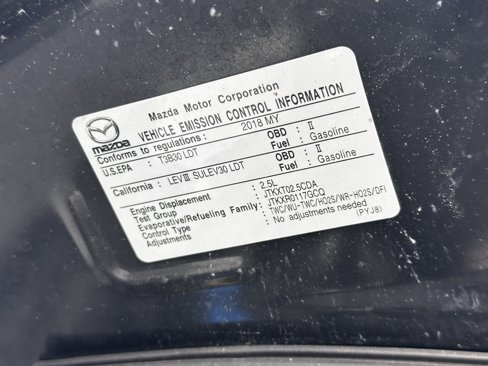 Mazda Motor Corporation
mazda
VEHICLE EMISSION CONTROL INFORMATION
Conforms to regulations : 2018 MY
U.S.EPA : T3B30 LDT OBD : II
Fuel : Gasoline
California : LEVIII SULEV30 LDT OBD : II
Fuel : Gasoline
Engine Displacement : 2.5L
Test Group : JTKXT02.5CDA
Evaporative/Refueling Family: JTKXR0117GCQ
Control Type : TWC/WU-TWC/HO2S/WR-HO2S/DFI
Adjustments : No adjustments needed
(PYJ8)